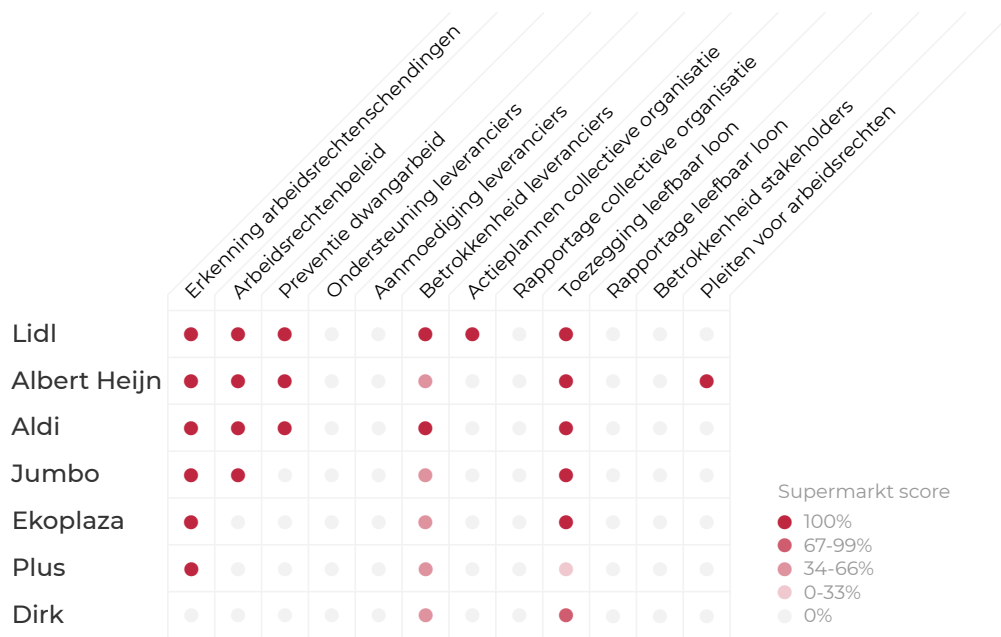 Erkenning arbeidsrechtenschendingen
Arbeidsrechtenbeleid
Preventie dwangarbeid
Ondersteuning leveranciers
Aanmoediging leveranciers
Betrokkenheid leveranciers
Actieplannen collectieve organisatie
Rapportage collectieve organisatie
Toezegging leefbaar loon
Rapportage leefbaar loon
Betrokkenheid stakeholders
Pleiten voor arbeidsrechten
Lidl
Albert Heijn
Aldi
Jumbo
Ekoplaza
Plus
Dirk
Supermarkt score
100%
67-99%
34-66%
0-33%
0%